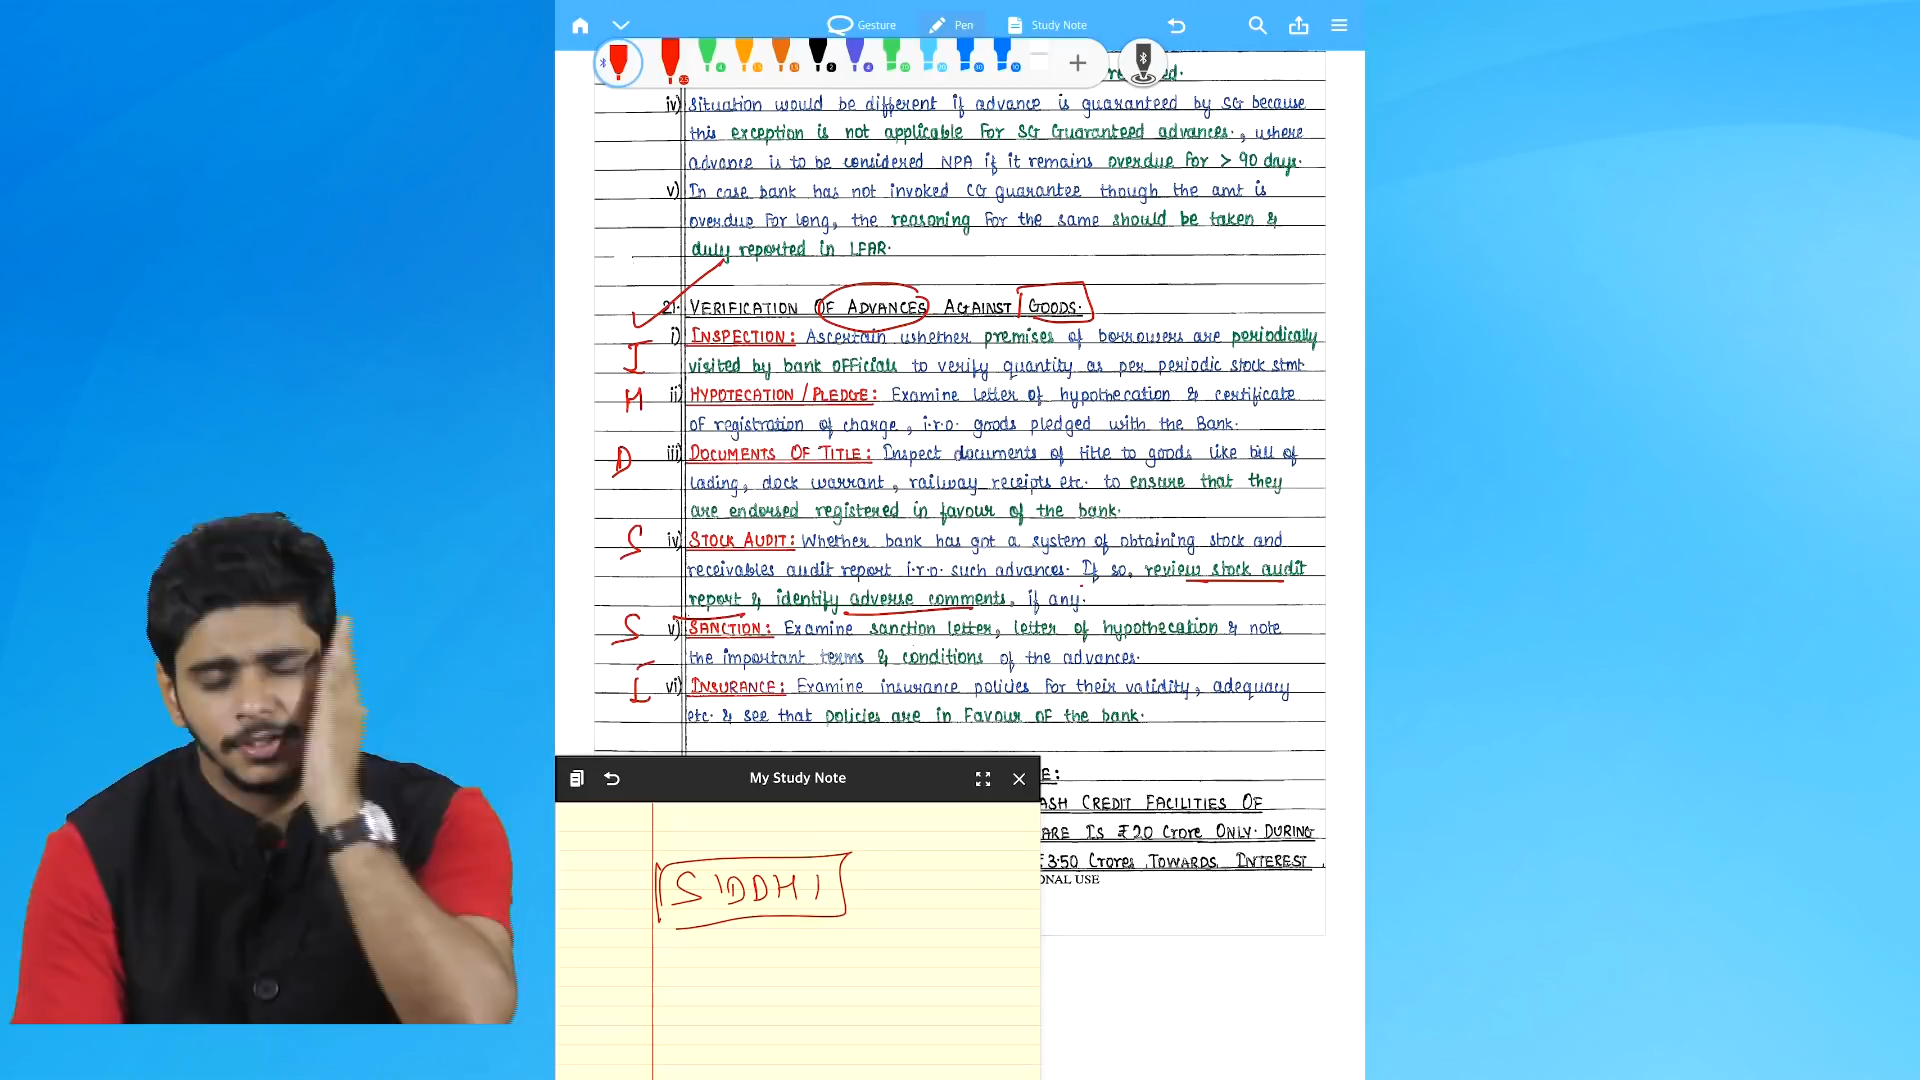 Gesture Pen Study Note
iv) Situation would be different if advance is guaranteed by SG because
this exception is not applicable for SG Guaranteed advances., where
advance is to be considered NPA if it remains overdue for > 90 days.
v) In case bank has not invoked CG guarantee though the amt is
overdue for long, the reasoning for the same should be taken &
duly reported in LFAR.
21. VERIFICATION OF ADVANCES AGAINST GOODS.
i) INSPECTION: Ascertain whether premises of borrowers are periodically
I visited by bank officials to verify quantity as per periodic stock stmt
H ii) HYPOTECATION / PLEDGE: Examine letter of hypothecation & certificate
of registration of charge, i.r.o. goods pledged with the Bank.
D iii) DOCUMENTS OF TITLE: Inspect documents of title to goods like bill of
lading, dock warrant, railway receipts etc. to ensure that they
are endorsed registered in favour of the bank.
S iv) STOCK AUDIT: Whether bank has got a system of obtaining stock and
receivables audit report i.r.o. such advances. If so, review stock audit
report & identify adverse comments, if any.
S v) SANCTION: Examine sanction letter, letter of hypothecation & note
the important terms & conditions of the advances.
I vi) INSURANCE: Examine insurance policies for their validity, adequacy
etc. & see that policies are in favour of the bank.
My Study Note
E:
ASH CREDIT FACILITIES OF
ARE IS ₹20 Crore ONLY. DURING
₹3.50 Crores TOWARDS INTEREST
ONAL USE
SIDDHI